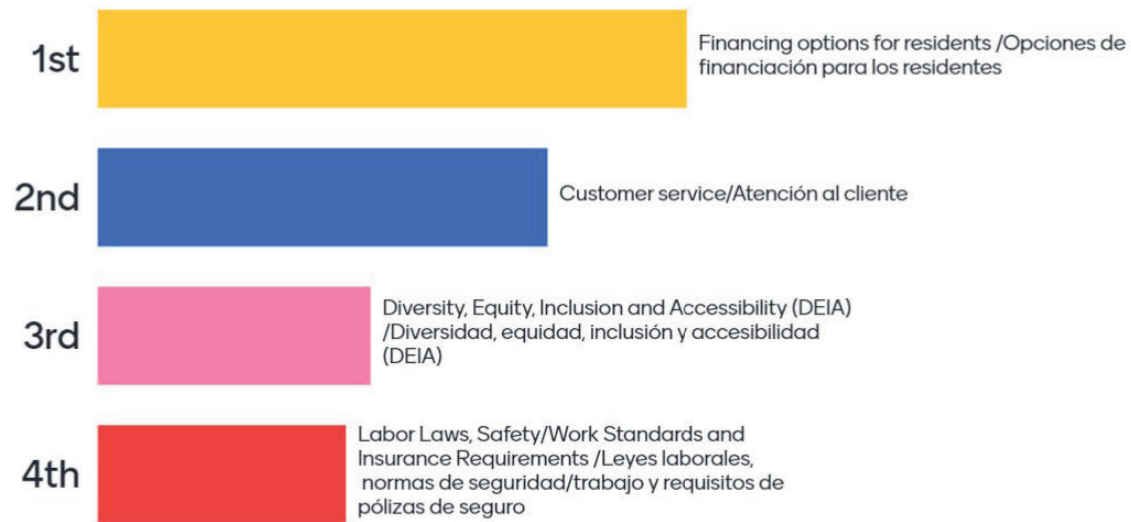 1st
Financing options for residents /Opciones de
financiación para los residentes
2nd
Customer service/Atención al cliente
3rd
Diversity, Equity, Inclusion and Accessibility (DEIA)
/Diversidad, equidad, inclusión y accesibilidad
(DEIA)
4th
Labor Laws, Safety/Work Standards and
Insurance Requirements /Leyes laborales,
normas de seguridad/trabajo y requisitos de
pólizas de seguro